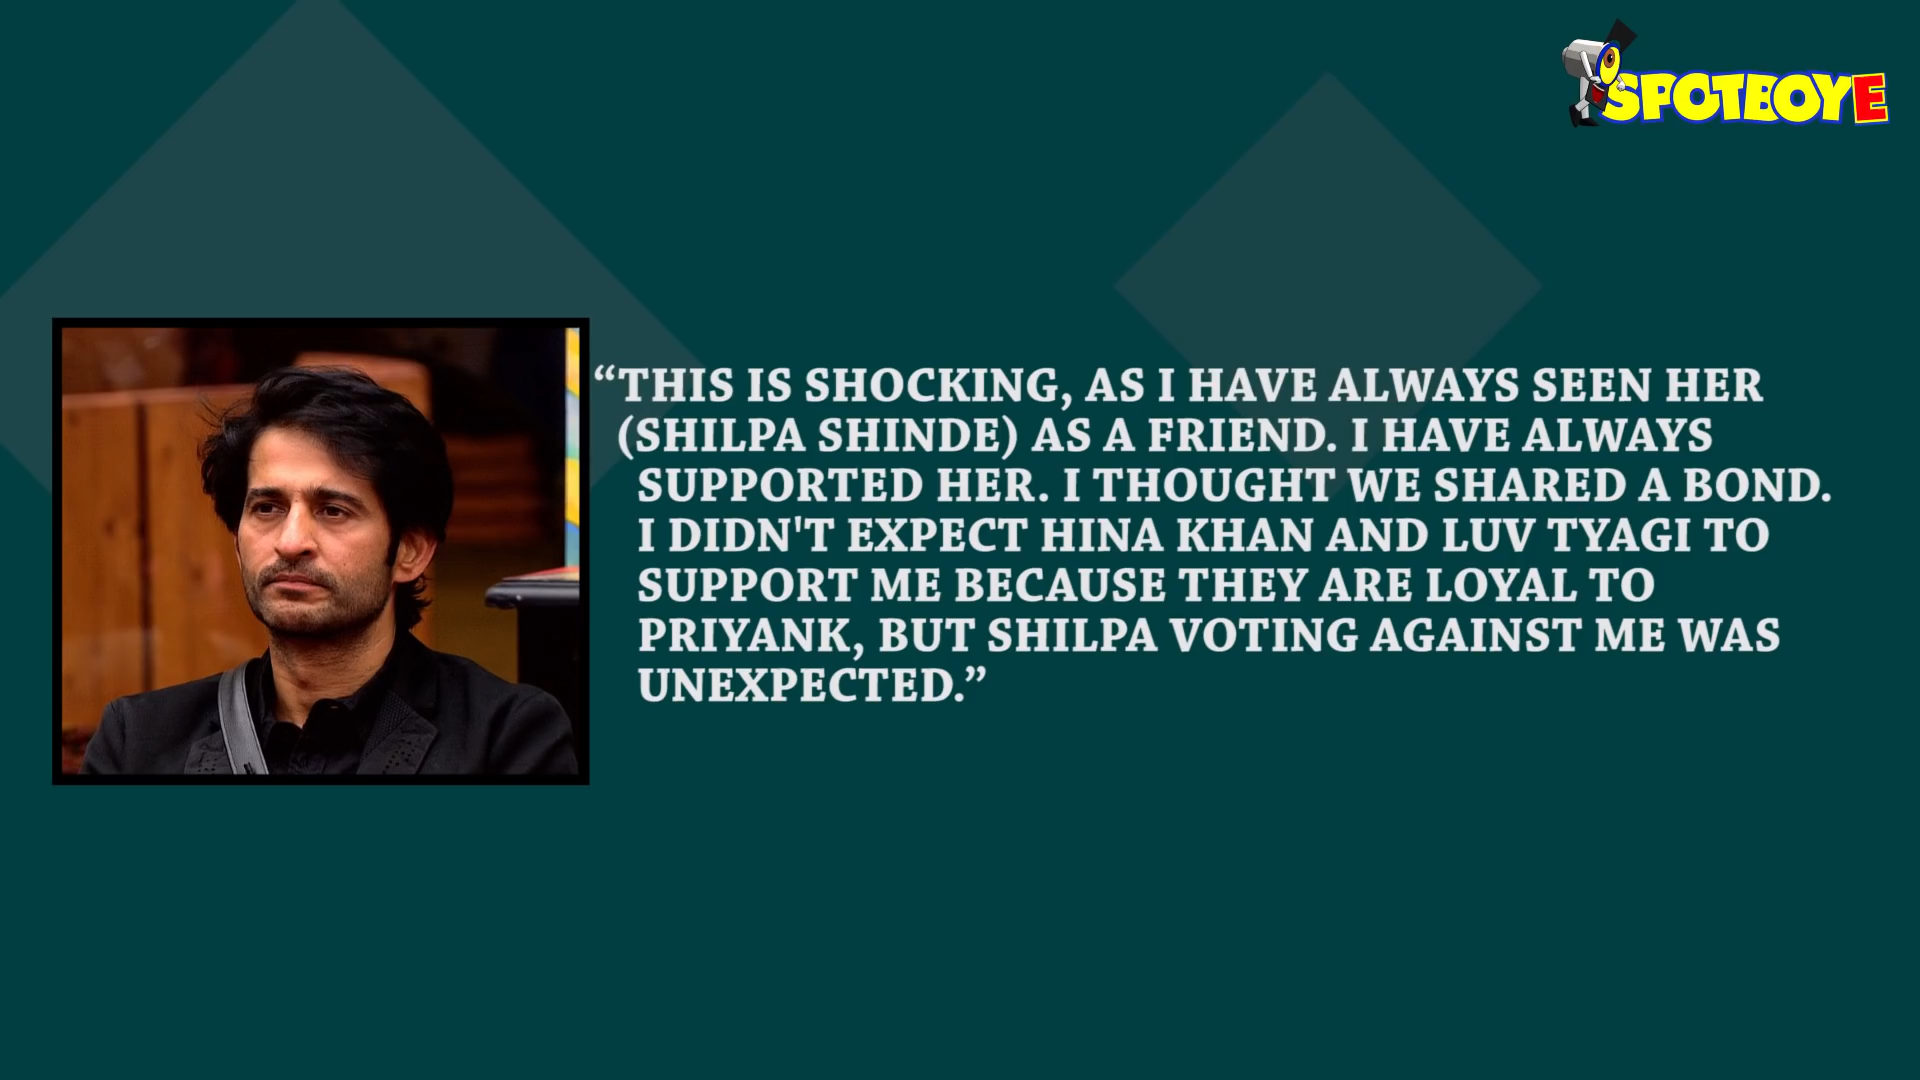 SPOTBOYE
“THIS IS SHOCKING, AS I HAVE ALWAYS SEEN HER
(SHILPA SHINDE) AS A FRIEND. I HAVE ALWAYS
SUPPORTED HER. I THOUGHT WE SHARED A BOND.
I DIDN'T EXPECT HINA KHAN AND LUV TYAGI TO
SUPPORT ME BECAUSE THEY ARE LOYAL TO
PRIYANK, BUT SHILPA VOTING AGAINST ME WAS
UNEXPECTED.”